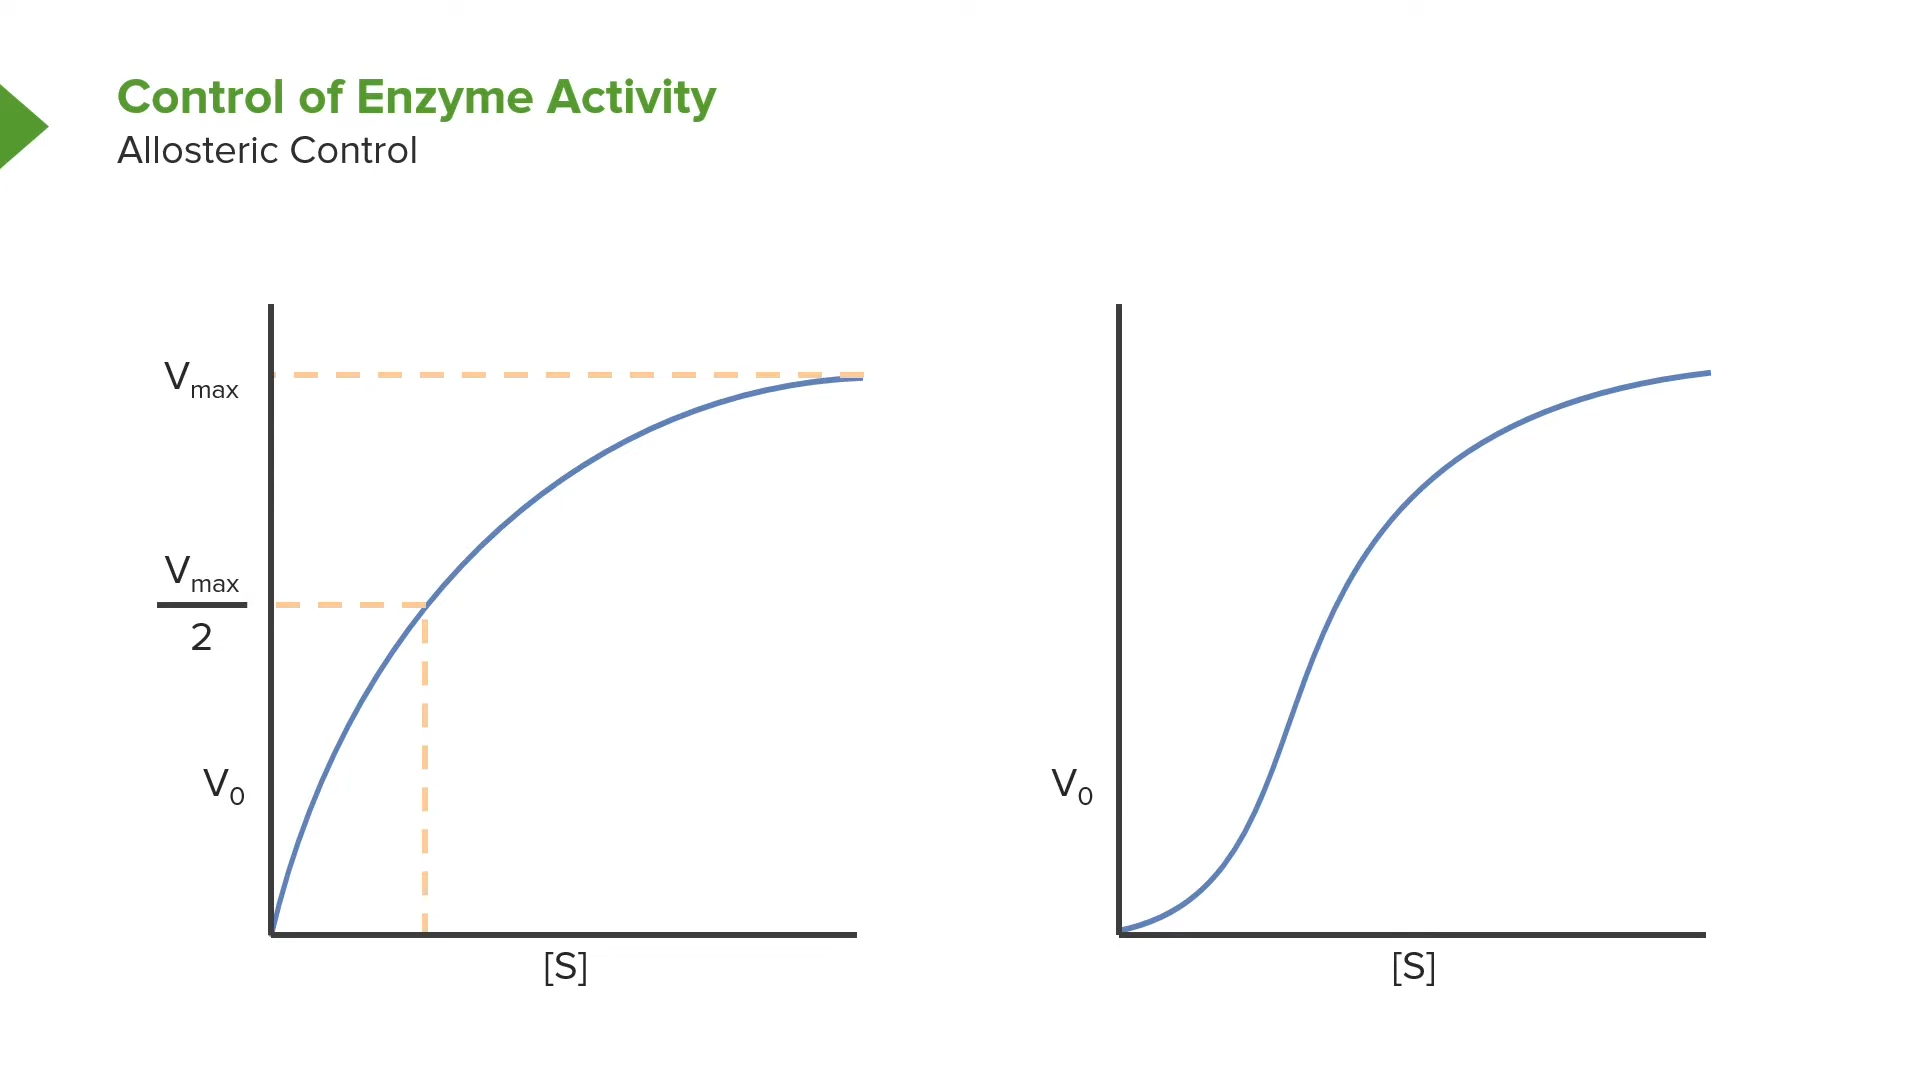 Control of Enzyme Activity
Allosteric Control
Vmax
Vmax
2
V0
[S]
V0
[S]